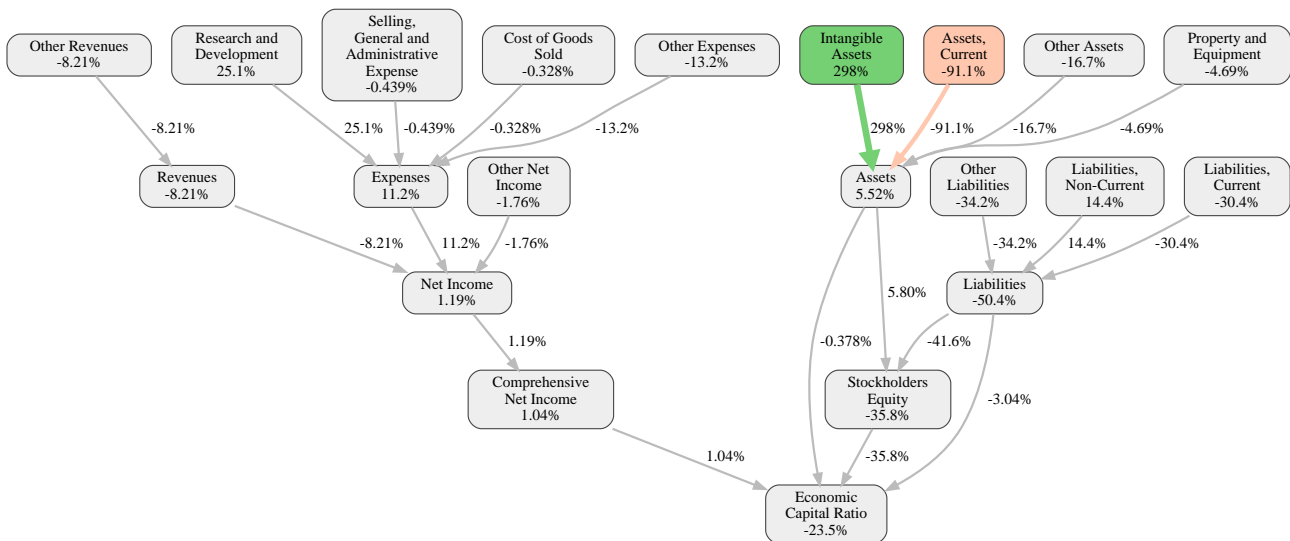 Other Revenues
-8.21%
Research and
Development
25.1%
Selling,
General and
Administrative
Expense
-0.439%
Cost of Goods
Sold
-0.328%
Other Expenses
-13.2%
Intangible
Assets
298%
Assets,
Current
-91.1%
Other Assets
-16.7%
Property and
Equipment
-4.69%
-8.21%
25.1%
-0.439%
-0.328%
-13.2%
298%
-91.1%
-16.7%
-4.69%
Revenues
-8.21%
Expenses
11.2%
Other Net
Income
-1.76%
Assets
5.52%
Other
Liabilities
-34.2%
Liabilities,
Non-Current
14.4%
Liabilities,
Current
-30.4%
-8.21%
11.2%
-1.76%
-34.2%
14.4%
-30.4%
Net Income
1.19%
5.80%
Liabilities
-50.4%
1.19%
-0.378%
-41.6%
-3.04%
Comprehensive
Net Income
1.04%
Stockholders
Equity
-35.8%
1.04%
-35.8%
Economic
Capital Ratio
-23.5%